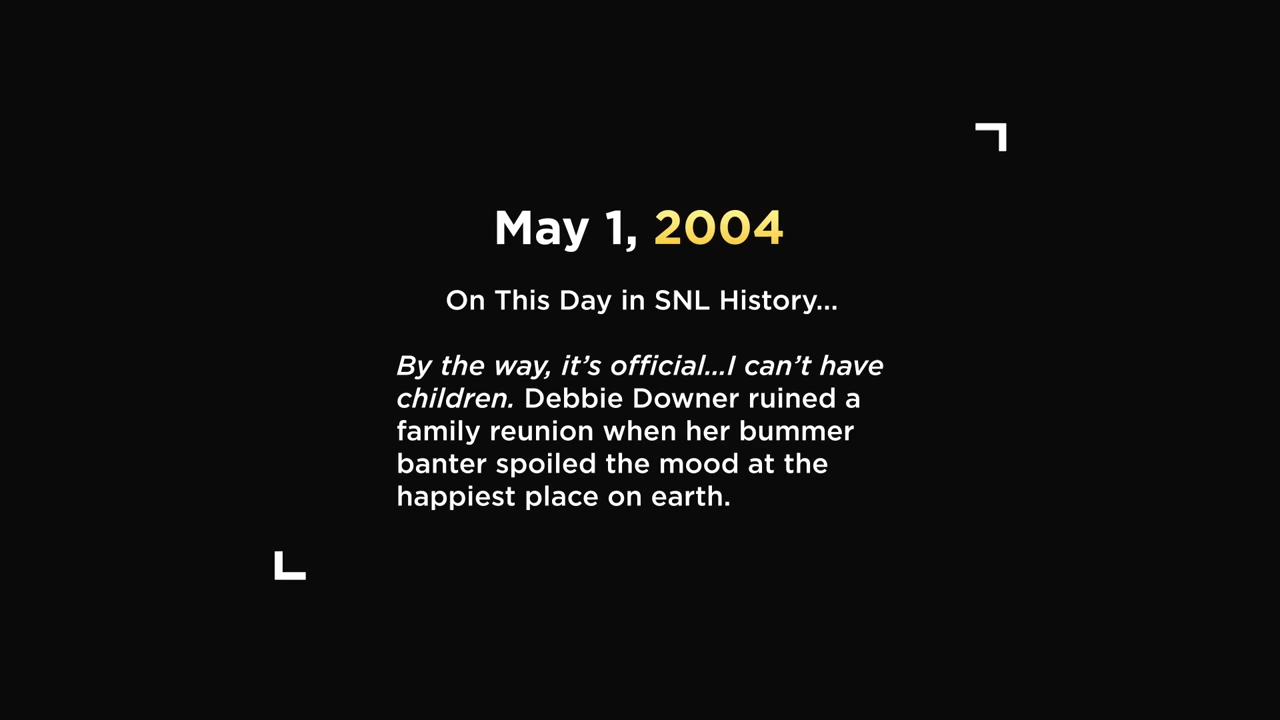 May 1, 2004
On This Day in SNL History...
By the way, it's official...I can't have
children. Debbie Downer ruined a
family reunion when her bummer
banter spoiled the mood at the
happiest place on earth.